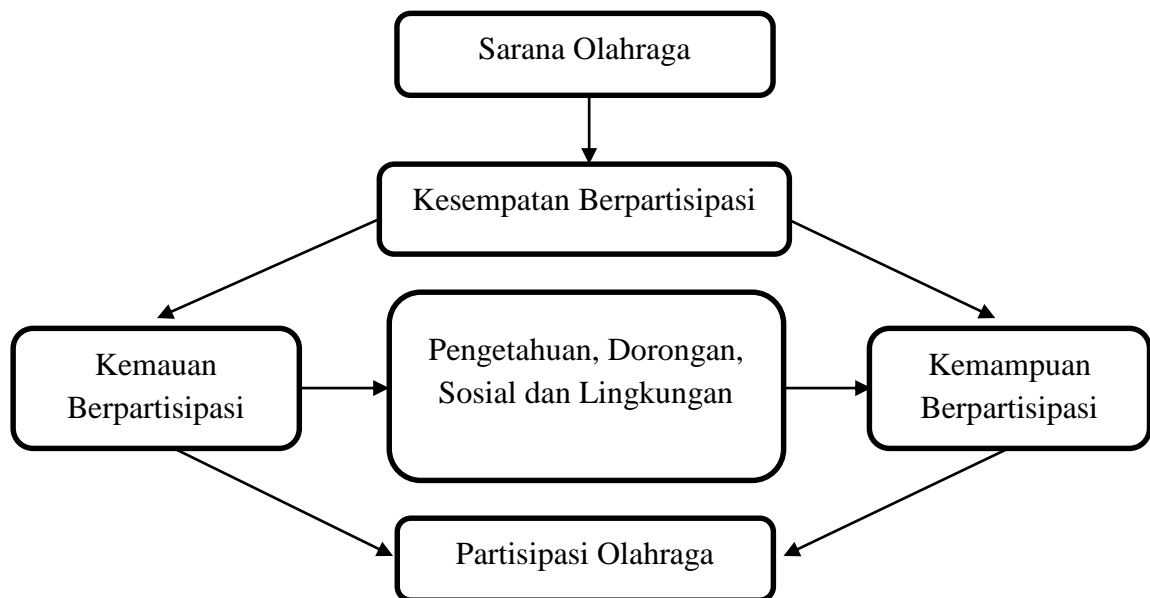 Sarana Olahraga
Kesempatan Berpartisipasi
Kemauan
Berpartisipasi
Pengetahuan, Dorongan,
Sosial dan Lingkungan
Kemampuan
Berpartisipasi
Partisipasi Olahraga